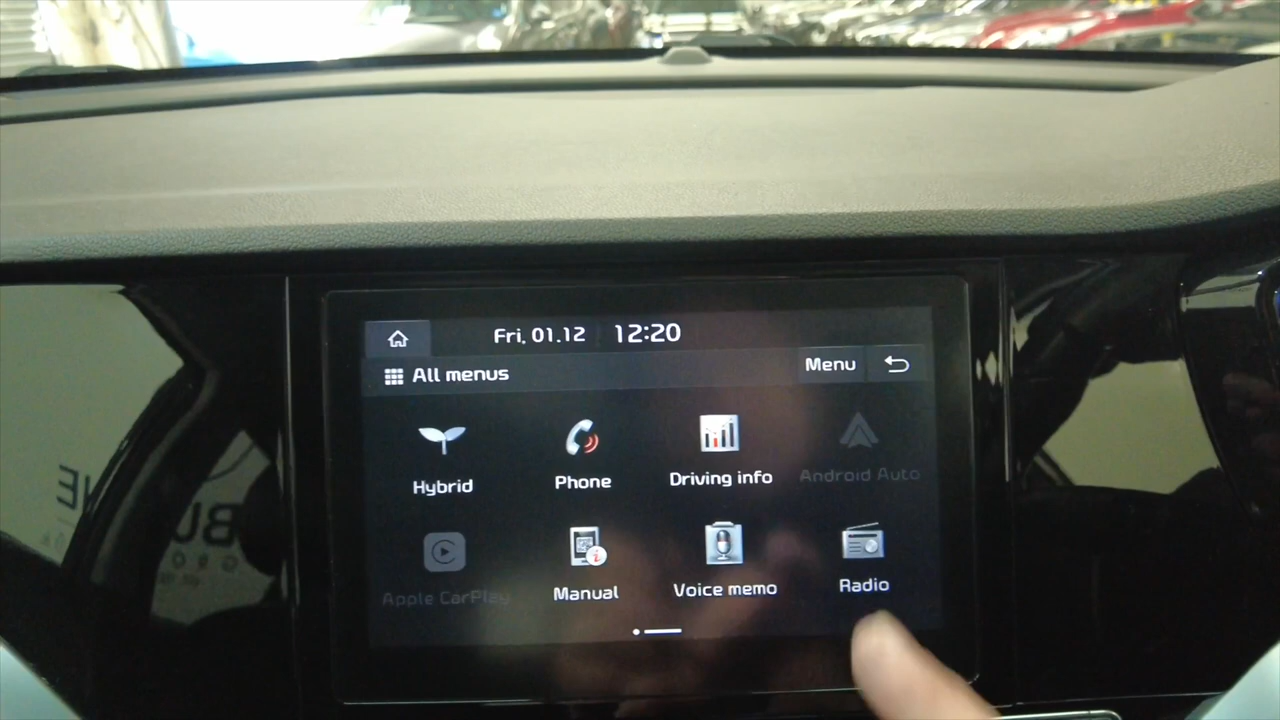 Fri, 01.12 12:20
All menus
Menu
Hybrid
Phone
Driving info
Android Auto
Apple CarPlay
Manual
Voice memo
Radio